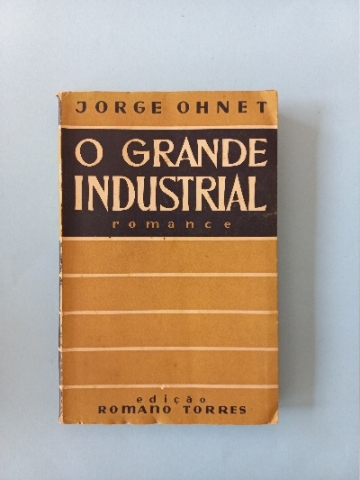 JORGE OHNET
O GRANDE
INDUSTRIAL
romance
edição
ROMANO TORRES